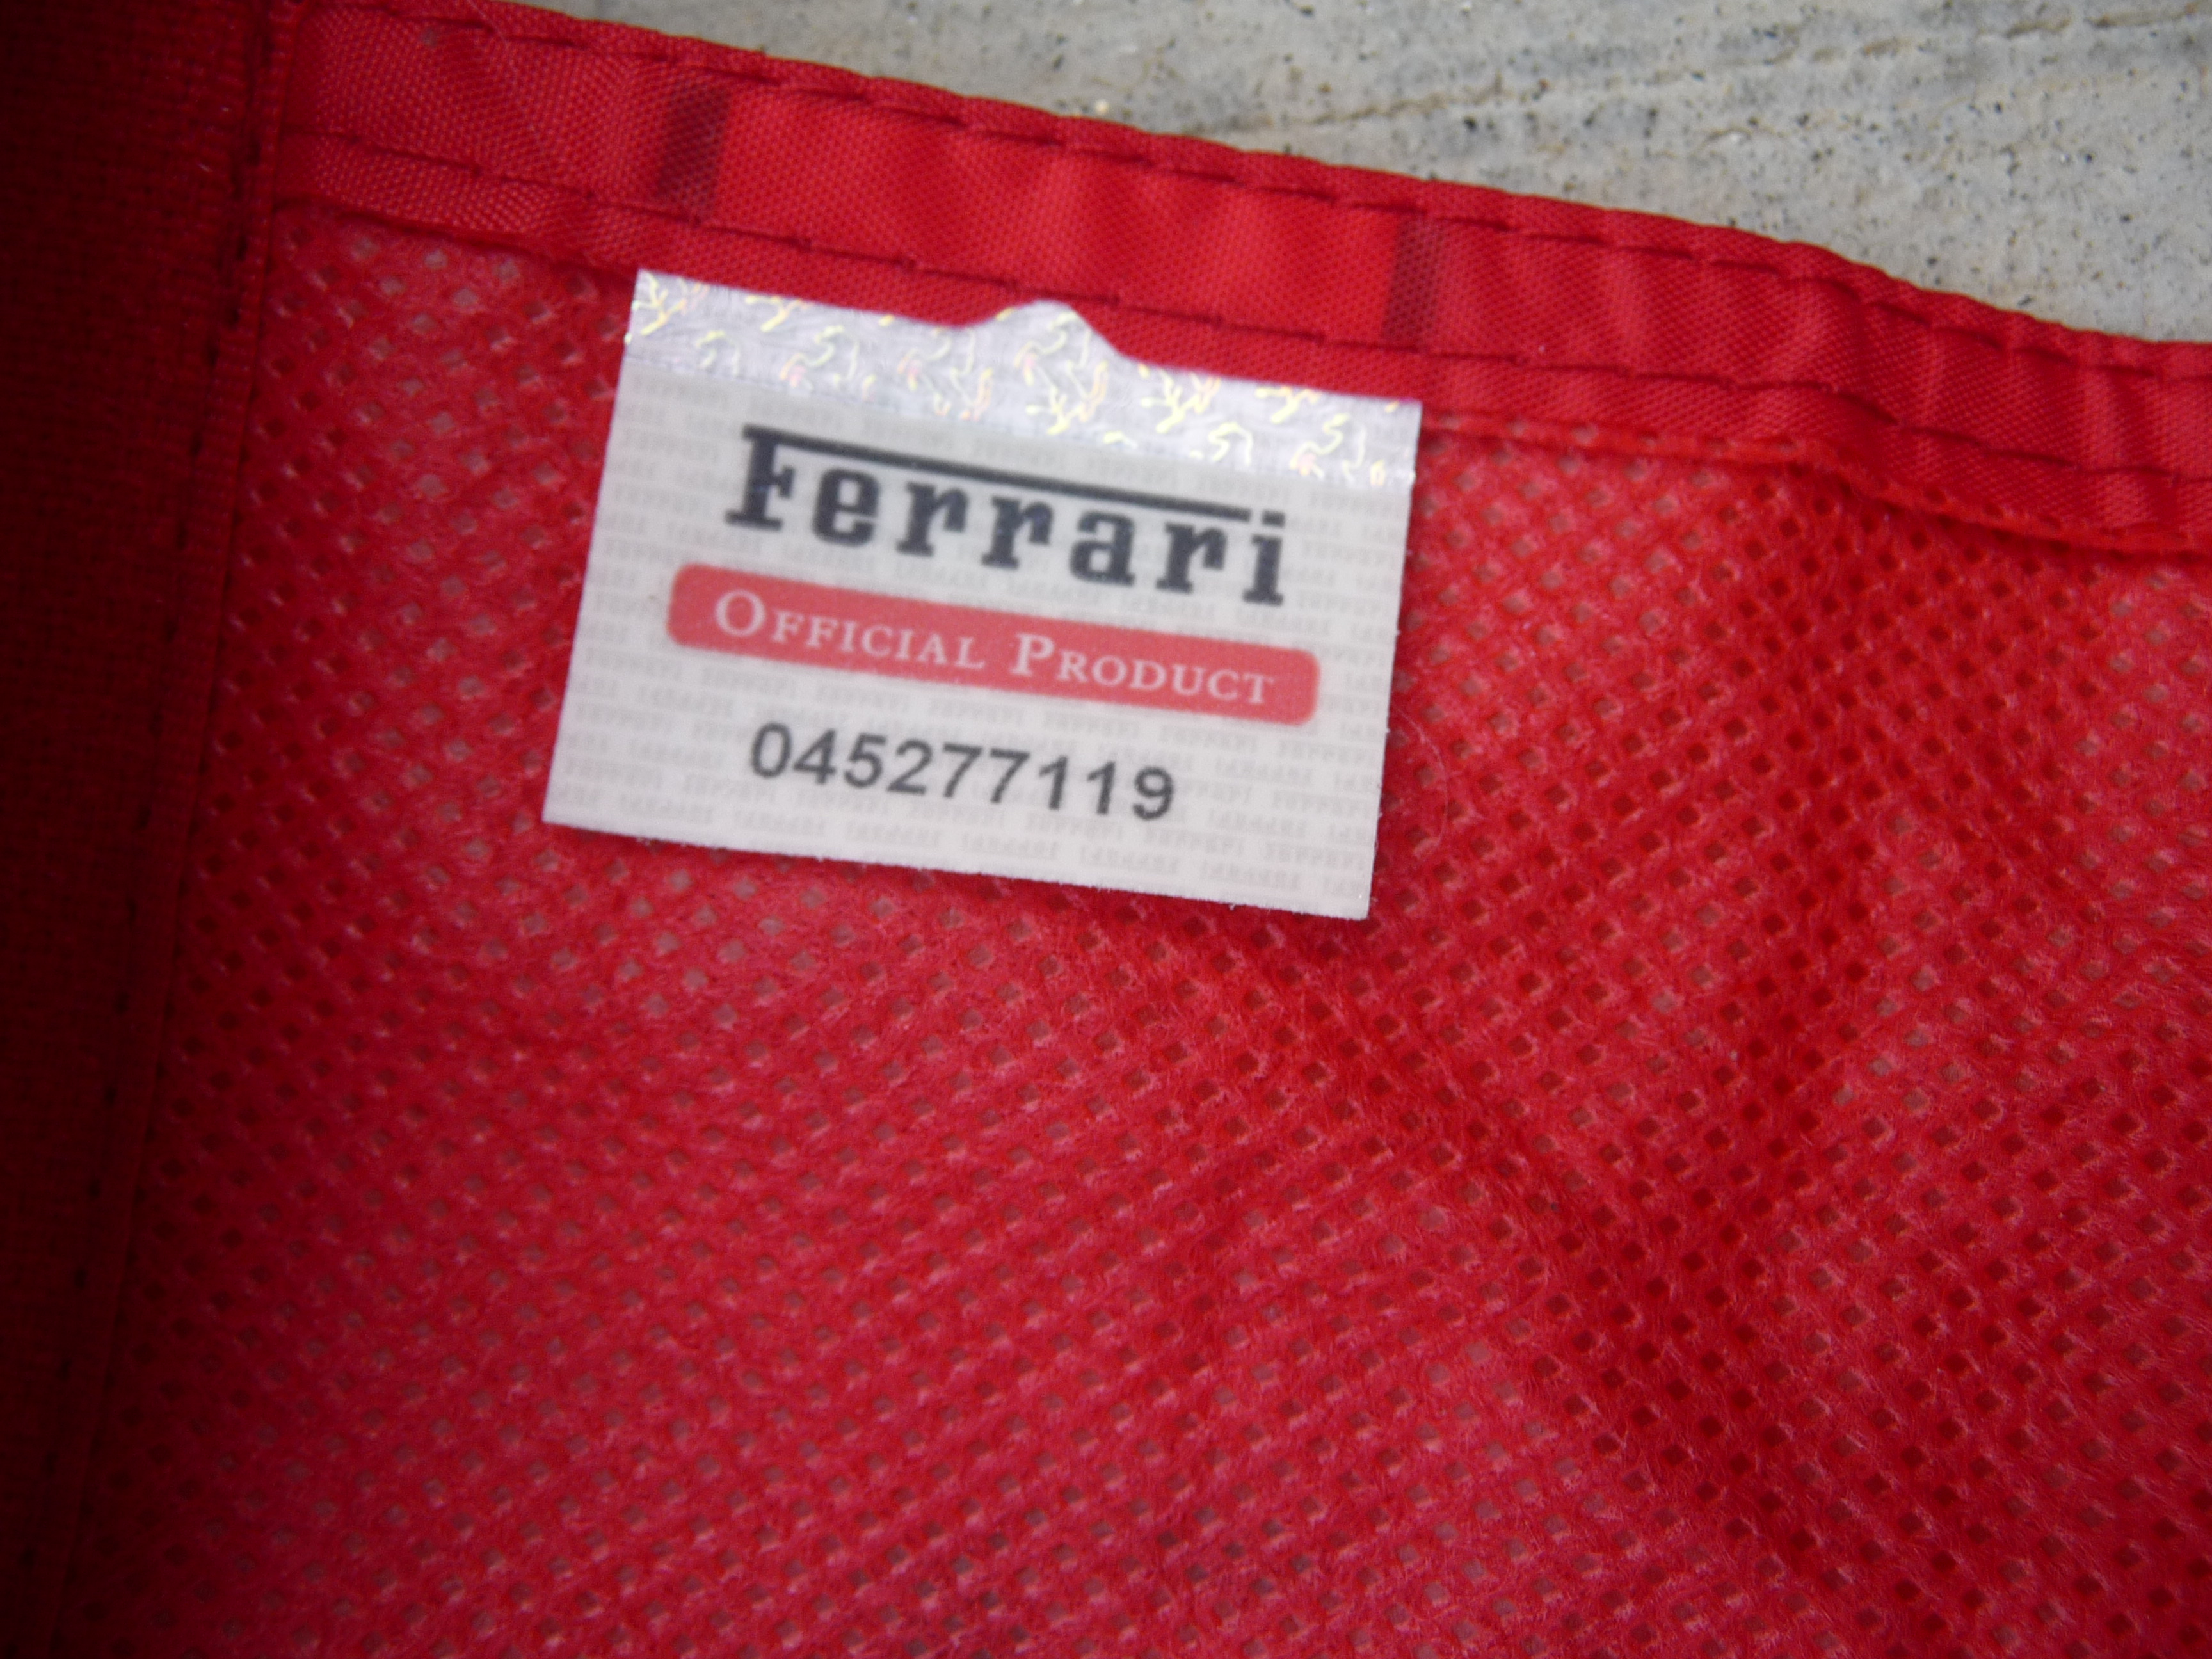 Ferrari
OFFICIAL PRODUCT
045277119